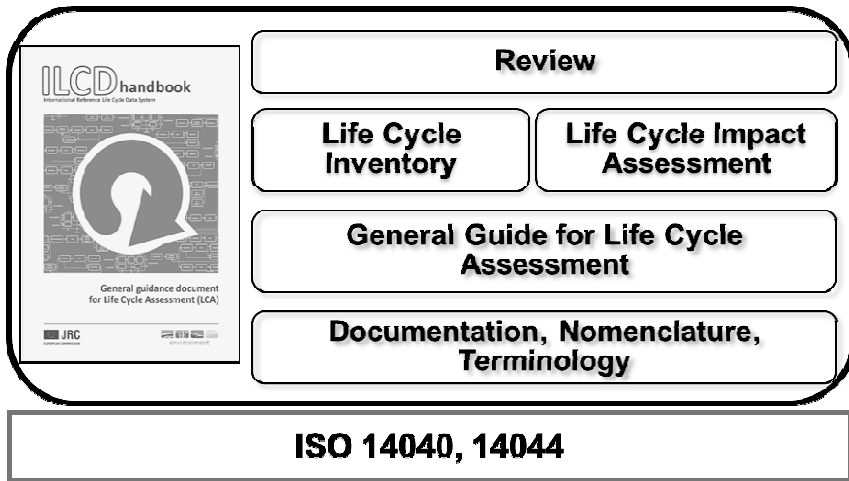 ILCD handbook
International Reference Life Cycle Data System
General guidance document
for Life Cycle Assessment (LCA)
JRC
EUROPEAN COMMISSION
environment
Review
Life Cycle
Inventory
Life Cycle Impact
Assessment
General Guide for Life Cycle
Assessment
Documentation, Nomenclature,
Terminology
ISO 14040, 14044